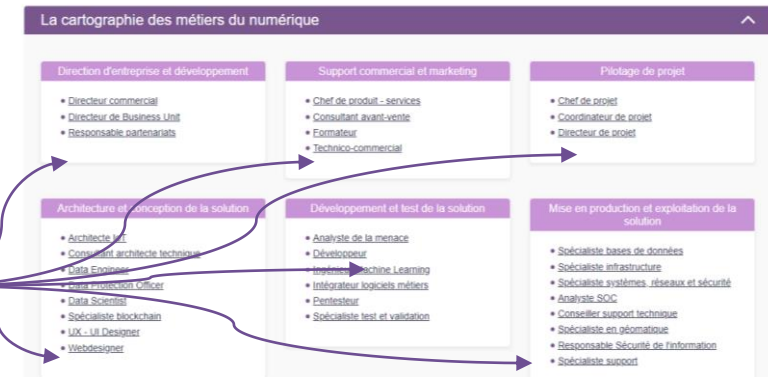 La cartographie des métiers du numérique
Direction d'entreprise et développement
• Directeur commercial
• Directeur de Business Unit
• Responsable partenariats
Support commercial et marketing
• Chef de produit - services
• Consultant avant-vente
• Formateur
• Technico-commercial
Pilotage de projet
• Chef de projet
• Coordinateur de projet
• Directeur de projet
Architecture et conception de la solution
• Architecte IoT
• Consultant architecte technique
• Data Engineer
• Data Protection Officer
• Data Scientist
• Spécialiste blockchain
• UX - UI Designer
• Webdesigner
Développement et test de la solution
• Analyste de la menace
• Développeur
• Ingénieur Machine Learning
• Intégrateur logiciels métiers
• Pentesteur
• Spécialiste test et validation
Mise en production et exploitation de la
solution
• Spécialiste bases de données
• Spécialiste infrastructure
• Spécialiste systèmes, réseaux et sécurité
• Analyste SOC
• Conseiller support technique
• Spécialiste en géomatique
• Responsable Sécurité de l'information
• Spécialiste support